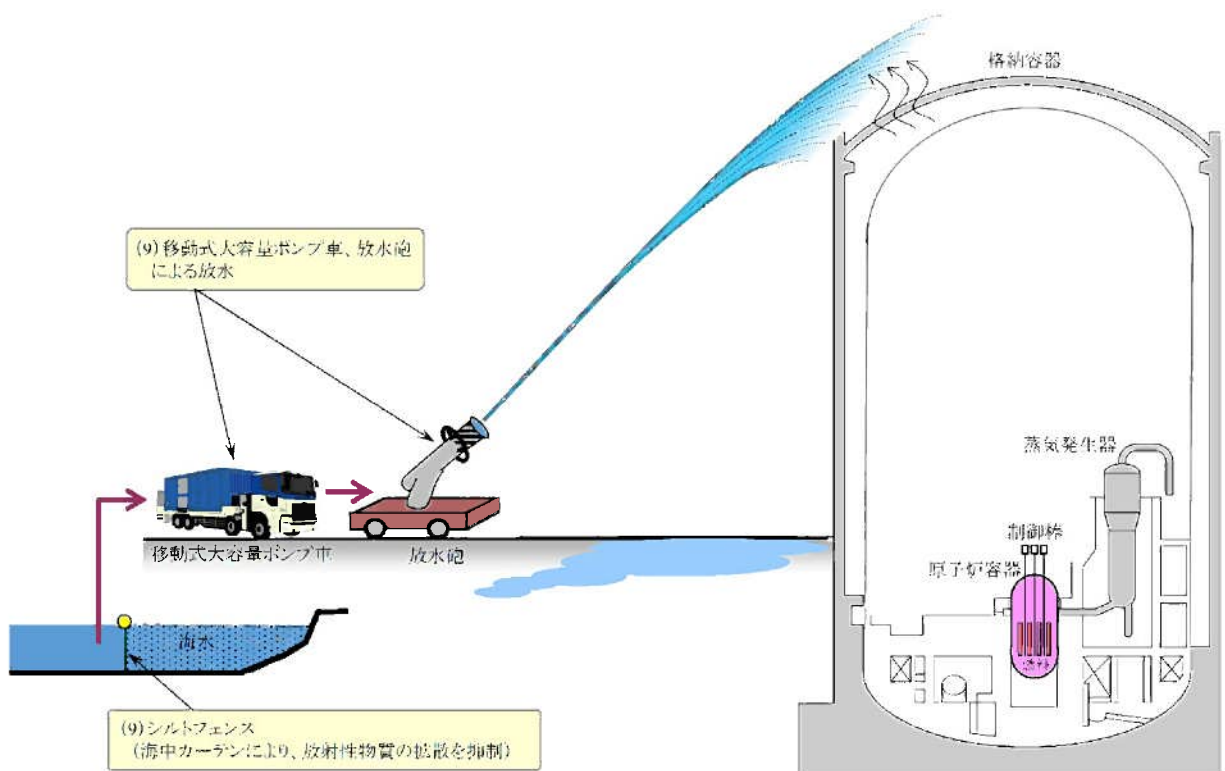 格納容器
(9)移動式大容量ポンプ車、放水砲
による放水
蒸気発生器
制御棒
原子炉容器
移動式大容量ポンプ車
放水砲
海水
(9)シルトフェンス
(海中カーテンにより、放射性物質の拡散を抑制)